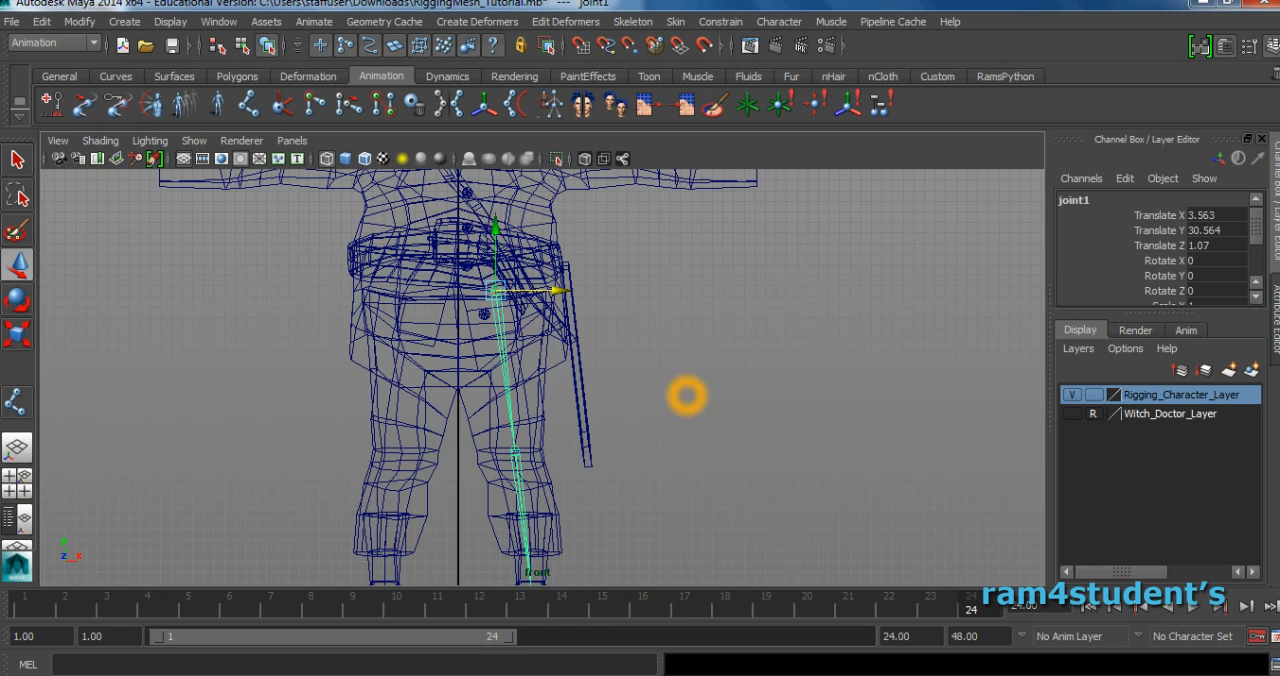 Autodesk Maya 2014 x64 - Educational Version: C:\Users\staffuser\Downloads\RiggingMesh_Tutorial.mb* --- joint1
File Edit Modify Create Display Window Assets Animate Geometry Cache Create Deformers Edit Deformers Skeleton Skin Constrain Character Muscle Pipeline Cache Help
Animation
General Curves Surfaces Polygons Deformation Animation Dynamics Rendering PaintEffects Toon Muscle Fluids Fur nHair nCloth Custom RamsPython
View Shading Lighting Show Renderer Panels
Channel Box / Layer Editor
Channels Edit Object Show
joint1
Translate X 3.563
Translate Y 30.564
Translate Z 1.07
Rotate X 0
Rotate Y 0
Rotate Z 0
Display Render Anim
Layers Options Help
V Rigging_Character_Layer
R Witch_Doctor_Layer
y
z x
front
ram4student's
1 2 3 4 5 6 7 8 9 10 11 12 13 14 15 16 17 18 19 20 21 22 23 24
24 24.00
1.00 1.00 1 24 24.00 48.00 No Anim Layer No Character Set
MEL